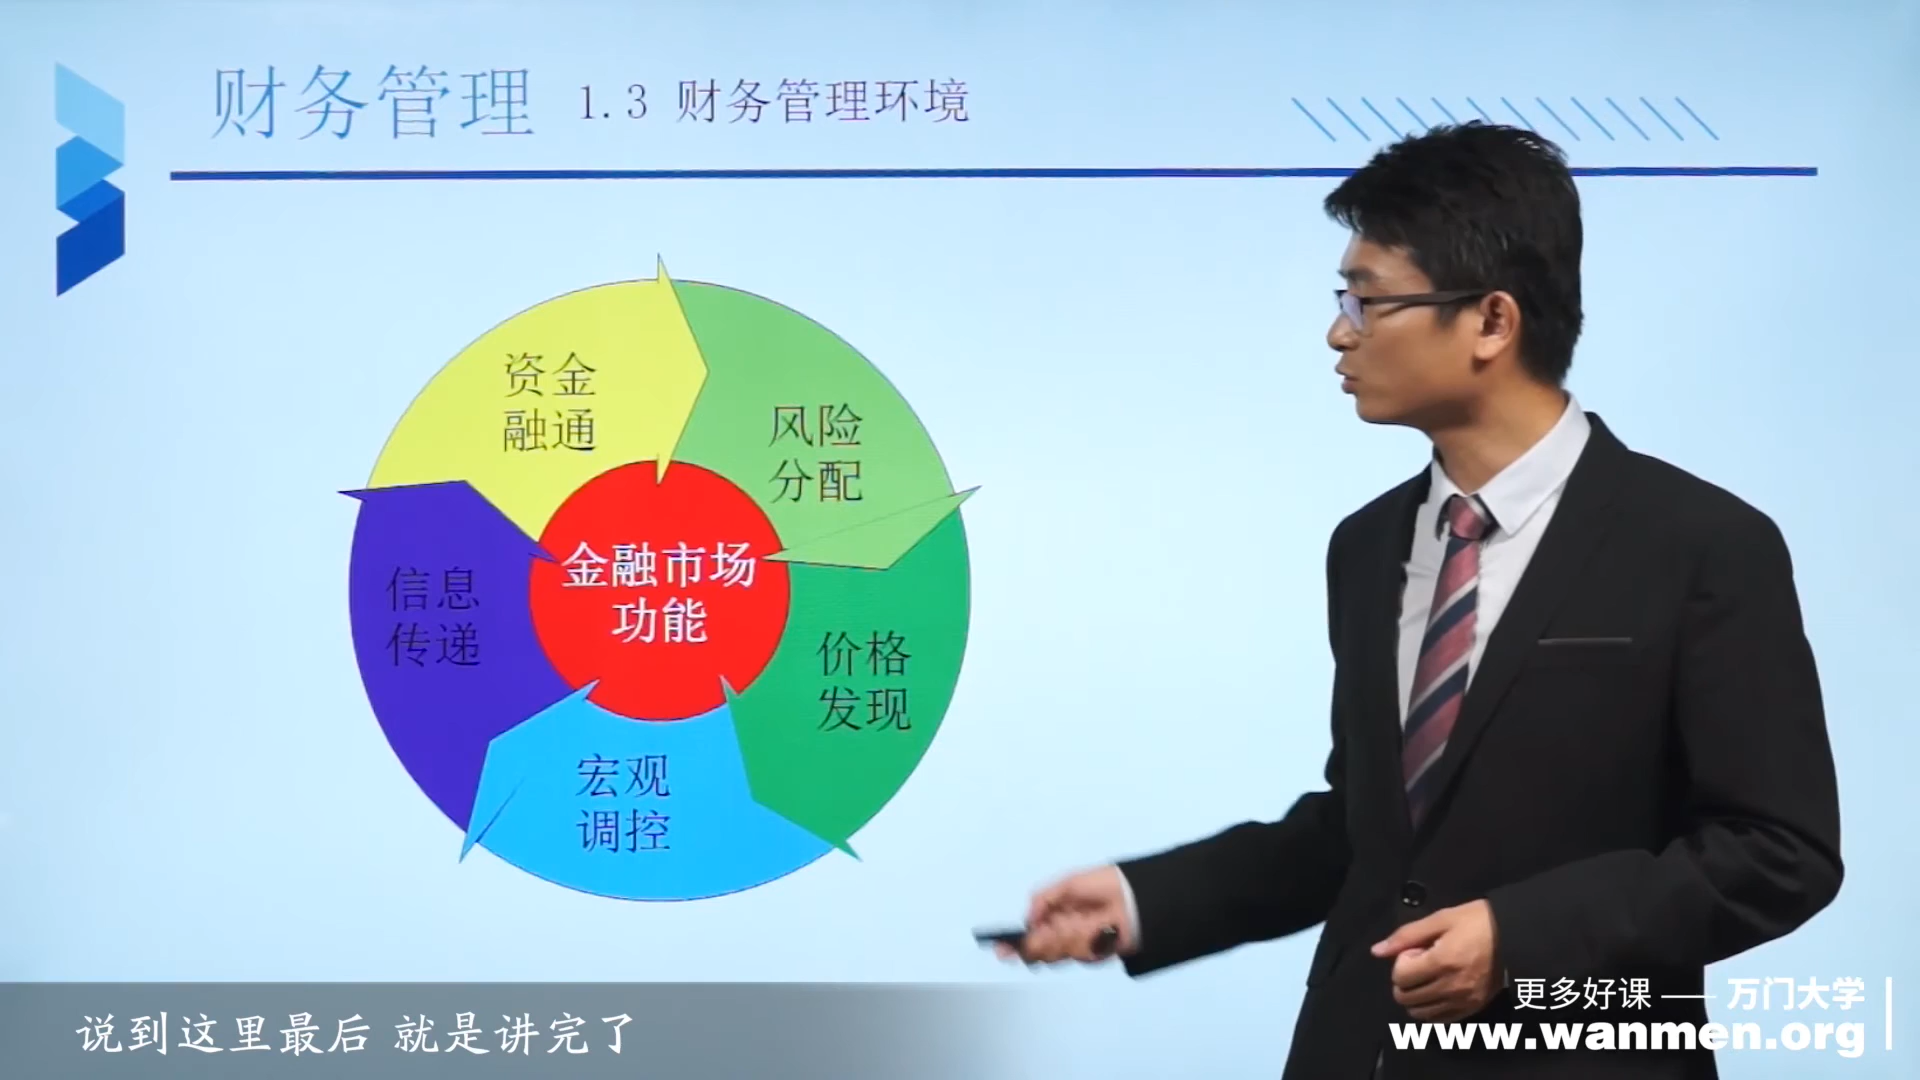 财务管理 1.3 财务管理环境
资金
融通
风险
分配
金融市场
功能
信息
传递
价格
发现
宏观
调控
说到这里最后 就是讲完了
更多好课 —— 万门大学
www.wanmen.org